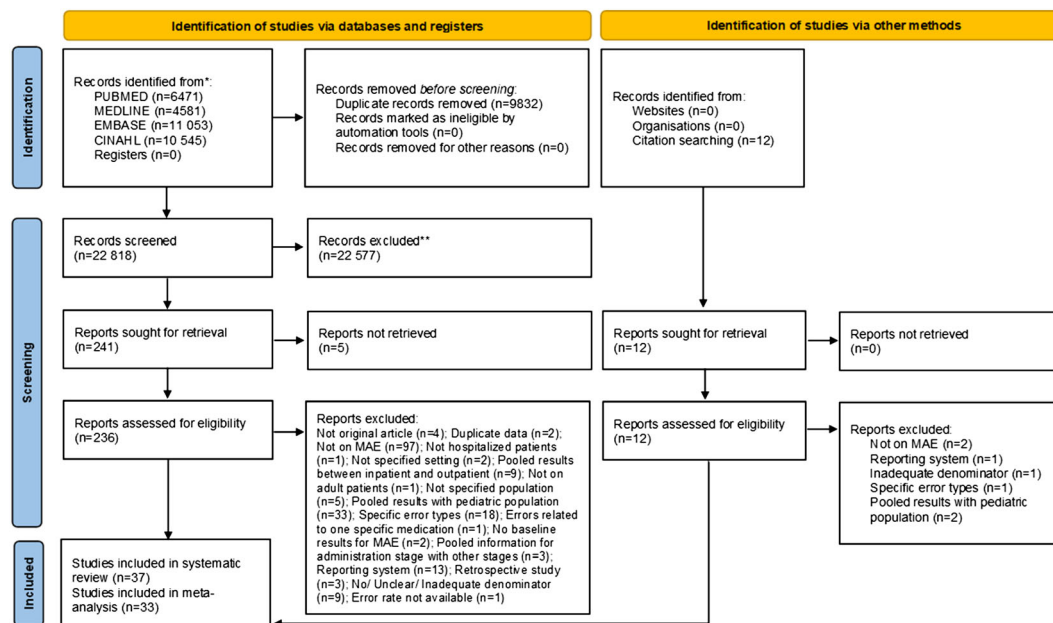 Identification of studies via databases and registers
Identification of studies via other methods
Identification
Records identified from*:
PUBMED (n=6471)
MEDLINE (n=4581)
EMBASE (n=11 053)
CINAHL (n=10 545)
Registers (n=0)
Records removed before screening:
Duplicate records removed (n=9832)
Records marked as ineligible by
automation tools (n=0)
Records removed for other reasons (n=0)
Records identified from:
Websites (n=0)
Organisations (n=0)
Citation searching (n=12)
Screening
Records screened
(n=22 818)
Records excluded**
(n=22 577)
Reports sought for retrieval
(n=241)
Reports not retrieved
(n=5)
Reports sought for retrieval
(n=12)
Reports not retrieved
(n=0)
Reports assessed for eligibility
(n=236)
Reports excluded:
Not original article (n=4); Duplicate data (n=2);
Not on MAE (n=97); Not hospitalized patients
(n=1); Not specified setting (n=2); Pooled results
between inpatient and outpatient (n=9); Not on
adult patients (n=1); Not specified population
(n=5); Pooled results with pediatric population
(n=33); Specific error types (n=18); Errors related
to one specific medication (n=1); No baseline
results for MAE (n=2); Pooled information for
administration stage with other stages (n=3);
Reporting system (n=13); Retrospective study
(n=3); No/ Unclear/ Inadequate denominator
(n=9); Error rate not available (n=1)
Reports assessed for eligibility
(n=12)
Reports excluded:
Not on MAE (n=2)
Reporting system (n=1)
Inadequate denominator (n=1)
Specific error types (n=1)
Pooled results with pediatric
population (n=2)
Included
Studies included in systematic
review (n=37)
Studies included in meta-
analysis (n=33)